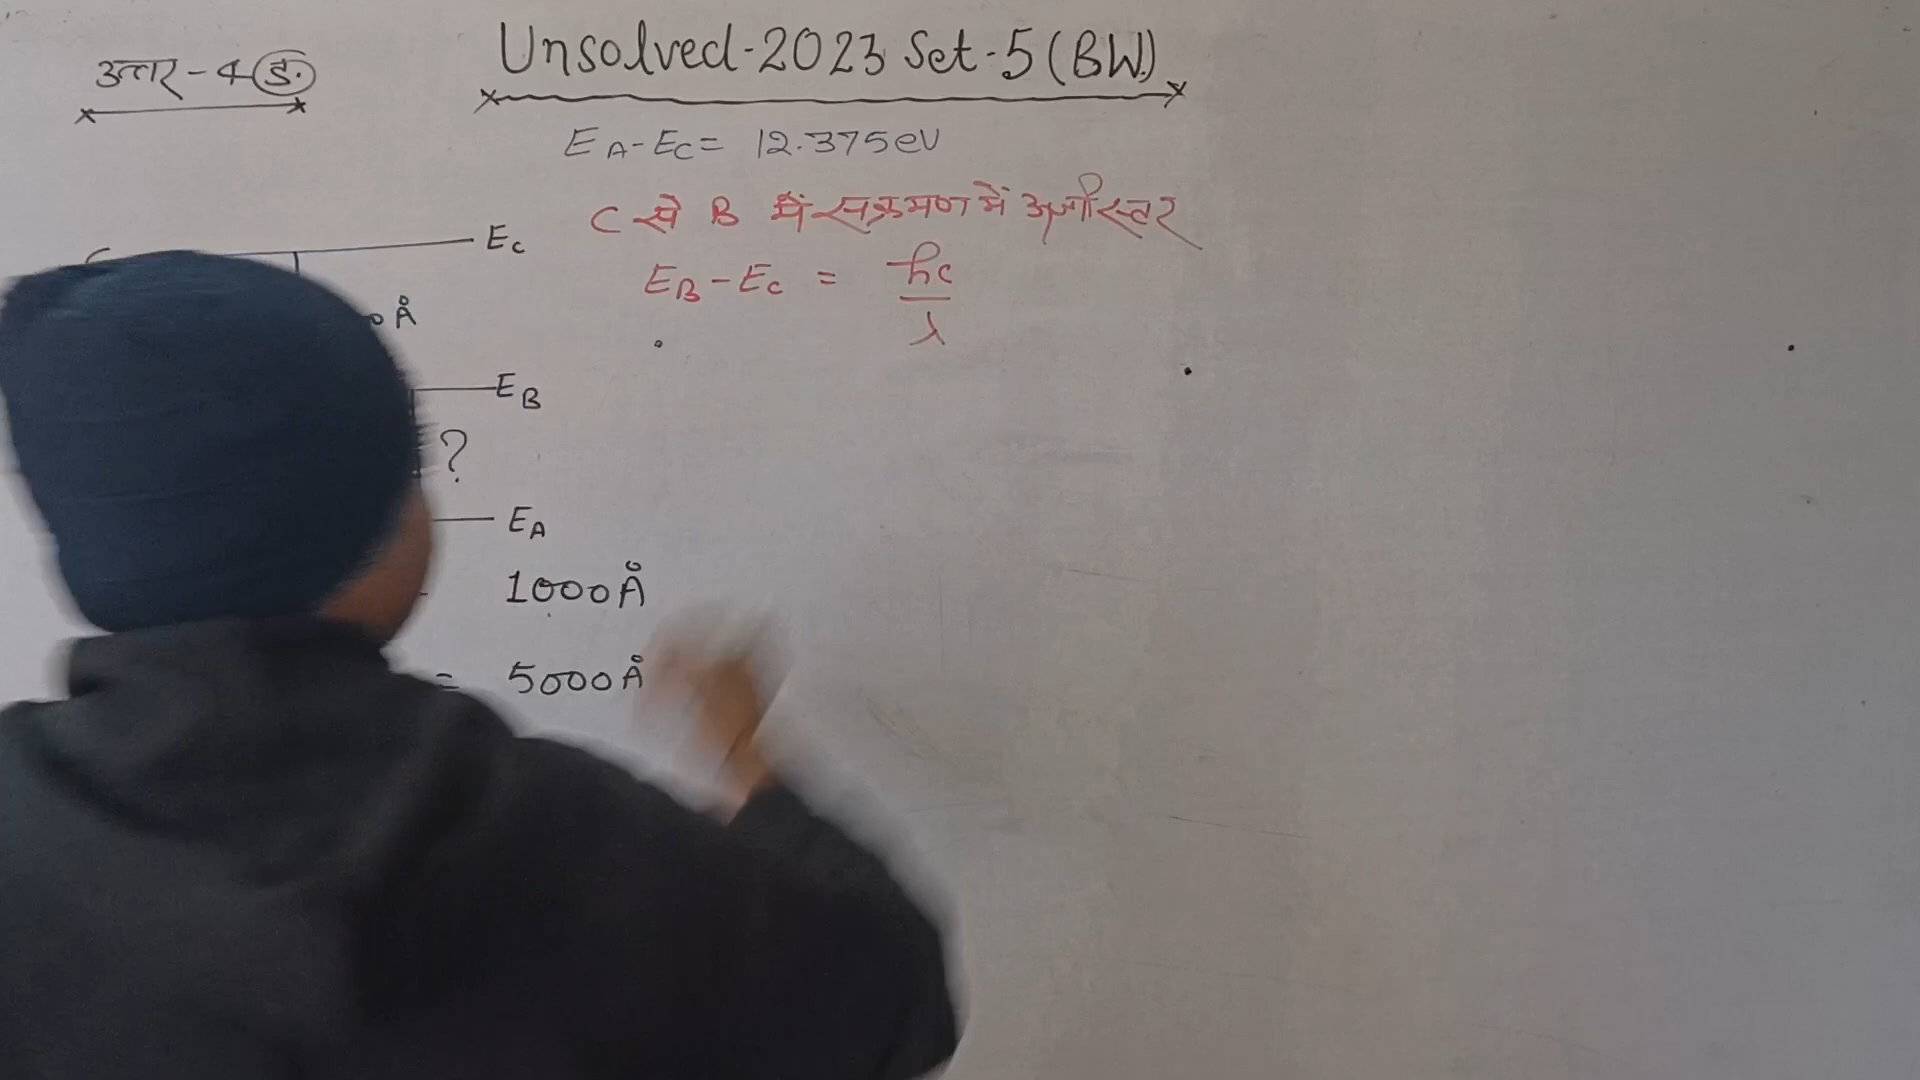 उत्तर - 4 ङ.
Unsolved-2023 Set-5 (BW)
EA-EC = 12.375eV
C से B में संक्रमण में ऊर्जास्तर
EB - EC = hc
λ
EC
Å
EB
?
EA
1000Å
= 5000Å